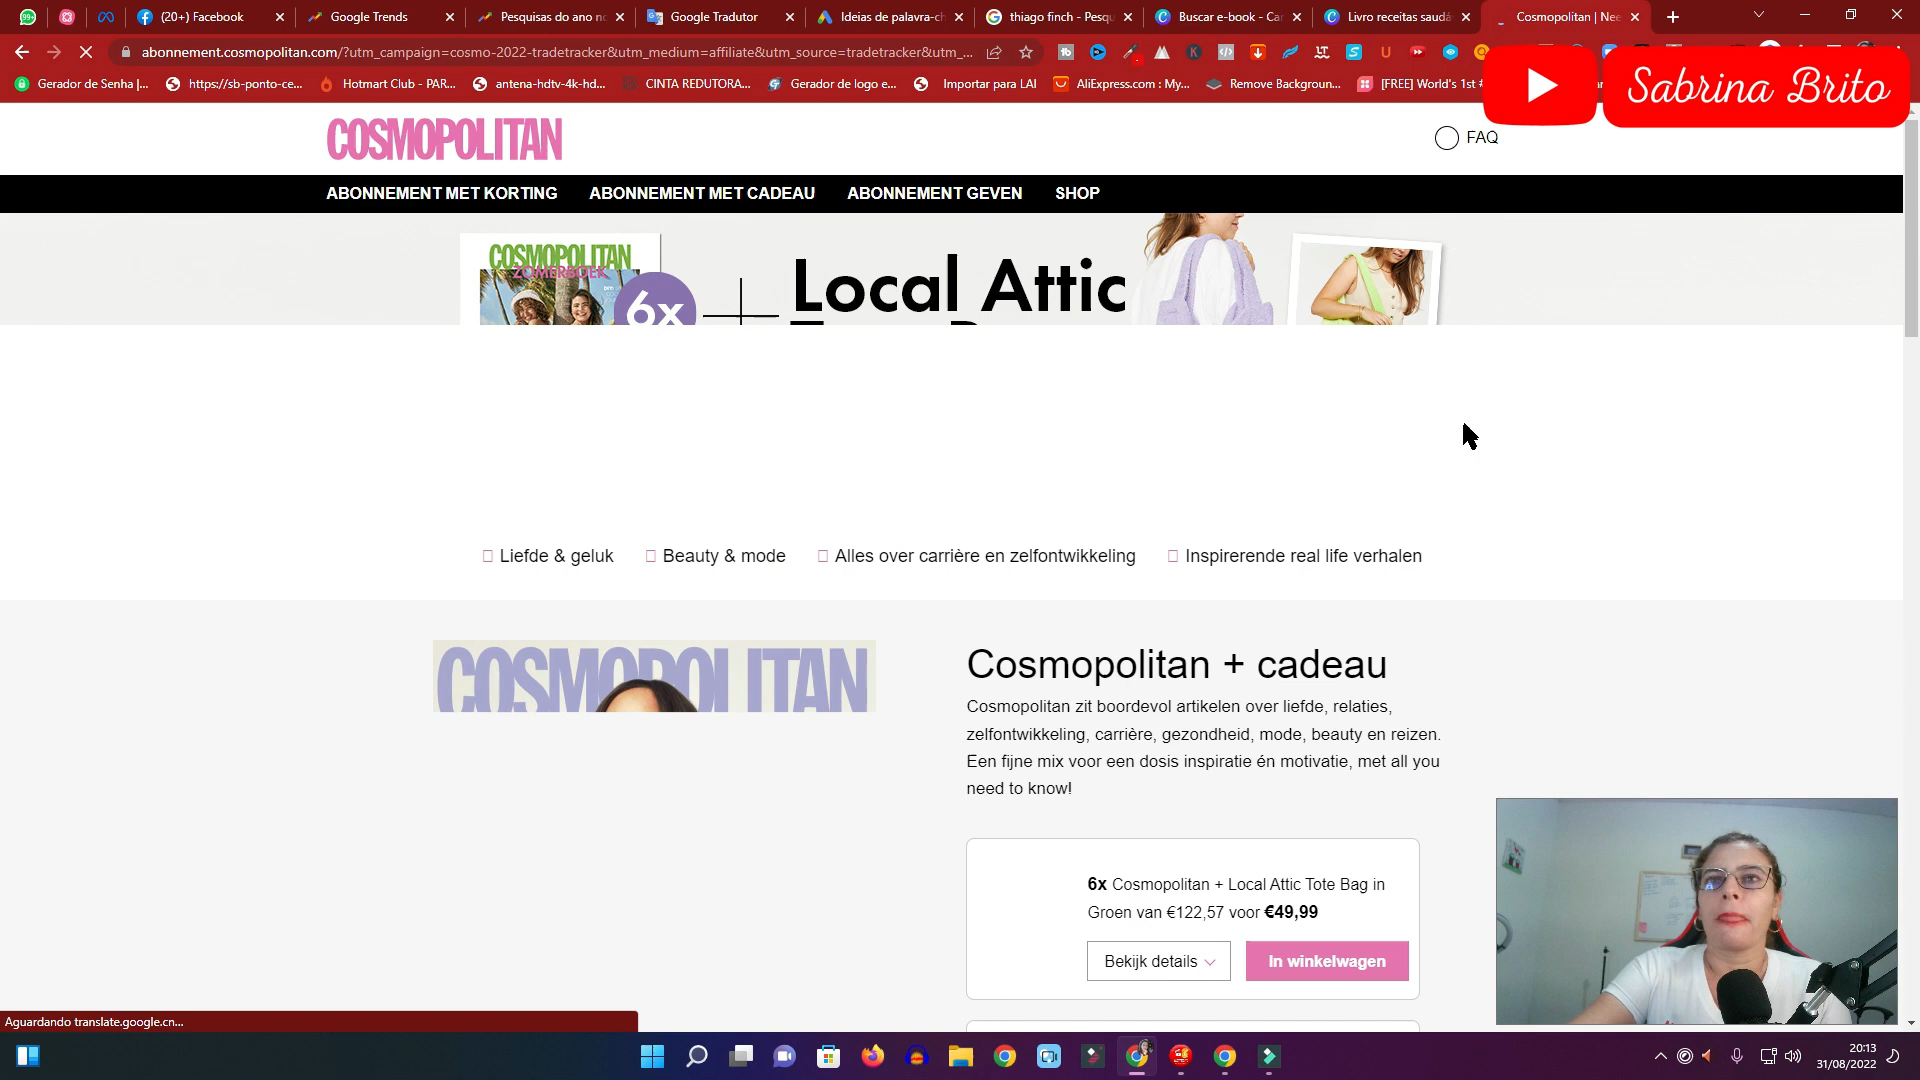 (20+) Facebook
Google Trends
Pesquisas do ano n
Google Tradutor
Ideias de palavra-c
thiago finch - Pesq
Buscar e-book - Ca
Livro receitas saudá
Cosmopolitan | Nee
abonnement.cosmopolitan.com/?utm_campaign=cosmo-2022-tradetracker&utm_medium=affiliate&utm_source=tradetracker&utm_...
Gerador de Senha |...
https://sb-ponto-ce...
Hotmart Club - PAR...
antena-hdtv-4k-hd...
CINTA REDUTORA...
Gerador de logo e...
Importar para LAI
AliExpress.com : My...
Remove Backgroun...
[FREE] World's 1st
Sabrina Brito
COSMOPOLITAN
FAQ
ABONNEMENT MET KORTING
ABONNEMENT MET CADEAU
ABONNEMENT GEVEN
SHOP
COSMOPOLITAN
ZOMERBOEK
6x
Local Attic
Liefde & geluk
Beauty & mode
Alles over carrière en zelfontwikkeling
Inspirerende real life verhalen
COSMOPOLITAN
Cosmopolitan + cadeau
Cosmopolitan zit boordevol artikelen over liefde, relaties,
zelfontwikkeling, carrière, gezondheid, mode, beauty en reizen.
Een fijne mix voor een dosis inspiratie én motivatie, met all you
need to know!
6x Cosmopolitan + Local Attic Tote Bag in
Groen van €122,57 voor €49,99
Bekijk details
In winkelwagen
Aguardando translate.google.cn...
20:13
31/08/2022